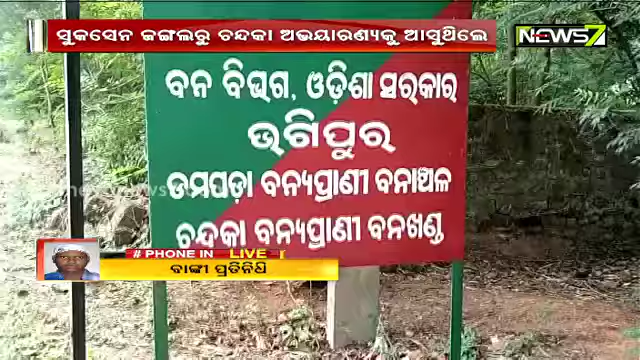 ସୁକସେନ ଜଙ୍ଗଲରୁ ଚନ୍ଦକା ଅଭୟାରଣ୍ୟକୁ ଆସୁଥିଲେ
NEWS7
ବନ ବିଭାଗ, ଓଡ଼ିଶା ସରକାର
ଭଗିପୁର
ଡମପଡ଼ା ବନ୍ୟପ୍ରାଣୀ ବନାଞ୍ଚଳ
ଚନ୍ଦକା ବନ୍ୟପ୍ରାଣୀ ବନଖଣ୍ଡ
# PHONE IN LIVE
ବାଙ୍କୀ ପ୍ରତିନିଧି